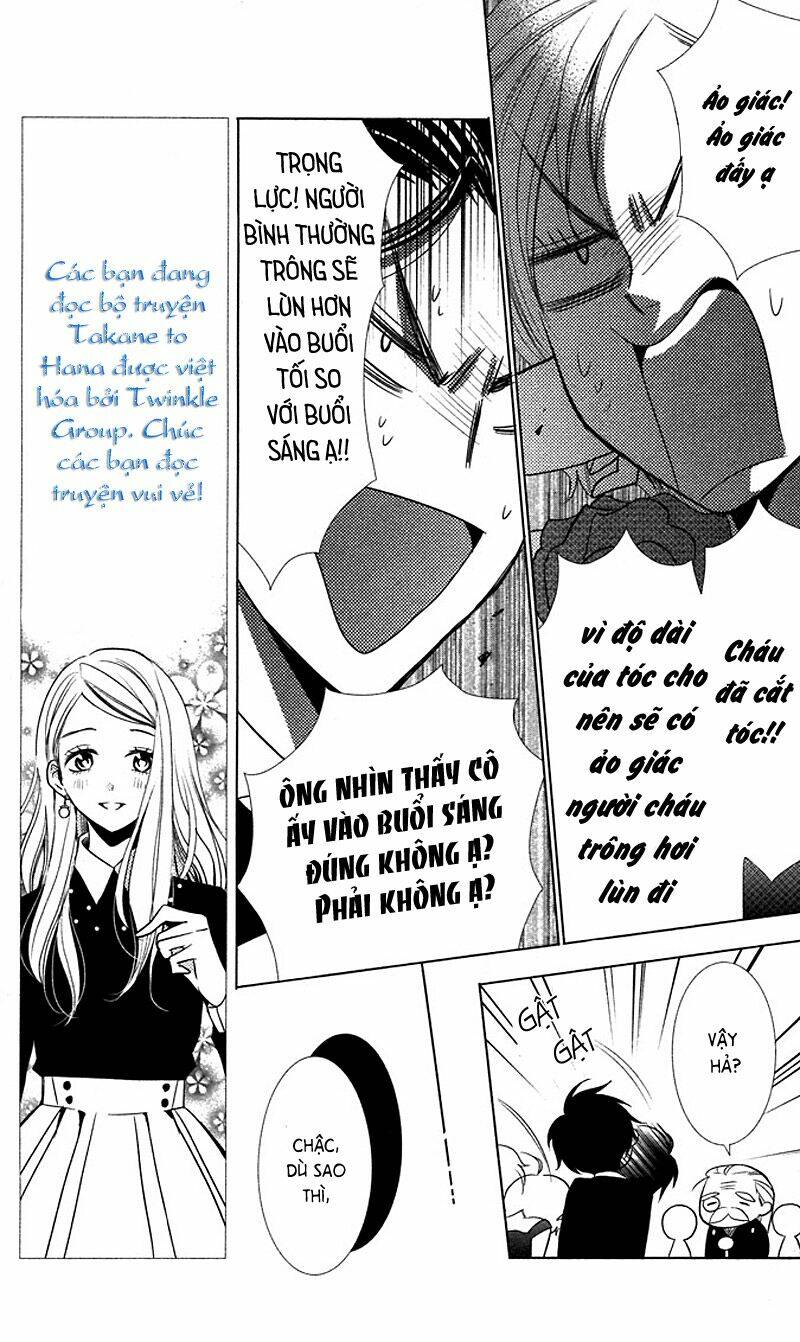 Ảo giác!
Ảo giác
đấy ạ
Cháu
đã cắt
tóc!!
vì độ dài
của tóc cho
nên sẽ có
ảo giác
người cháu
trông hơi
lùn đi
TRỌNG
LỰC! NGƯỜI
BÌNH THƯỜNG
TRÔNG SẼ
LÙN HƠN
VÀO BUỔI
TỐI SO
VỚI BUỔI
SÁNG Ạ!!
ÔNG NHÌN THẤY CÔ
ẤY VÀO BUỔI SÁNG
ĐÚNG KHÔNG Ạ?
PHẢI KHÔNG Ạ?
Các bạn đang
đọc bộ truyện
Takane to
Hana được việt
hóa bởi Twinkle
Group. Chúc
các bạn đọc
truyện vui vẻ!
VẬY
HẢ?
GẬT
GẬT
CHẬC,
DÙ SAO
THÌ,